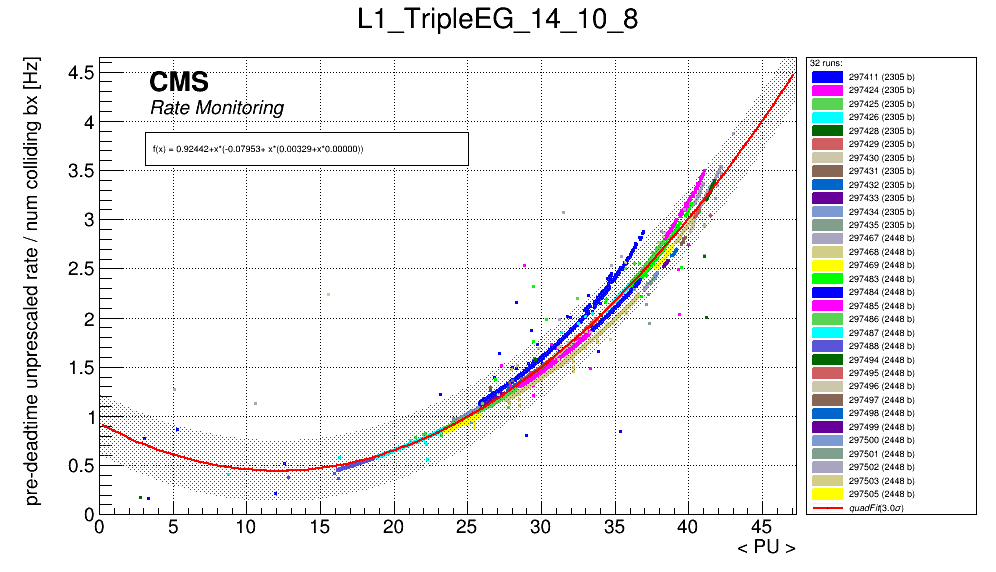 L1_TripleEG_14_10_8
pre-deadtime unprescaled rate / num colliding bx [Hz]
CMS
Rate Monitoring
f(x) = 0.92442+x*(-0.07953+ x*(0.00329+x*0.00000))
4.5
4
3.5
3
2.5
2
1.5
1
0.5
0
0 5 10 15 20 25 30 35 40 45
< PU >
32 runs:
297411 (2305 b)
297424 (2305 b)
297425 (2305 b)
297426 (2305 b)
297428 (2305 b)
297429 (2305 b)
297430 (2305 b)
297431 (2305 b)
297432 (2305 b)
297433 (2305 b)
297434 (2305 b)
297435 (2305 b)
297467 (2448 b)
297468 (2448 b)
297469 (2448 b)
297483 (2448 b)
297484 (2448 b)
297485 (2448 b)
297486 (2448 b)
297487 (2448 b)
297488 (2448 b)
297494 (2448 b)
297495 (2448 b)
297496 (2448 b)
297497 (2448 b)
297498 (2448 b)
297499 (2448 b)
297500 (2448 b)
297501 (2448 b)
297502 (2448 b)
297503 (2448 b)
297505 (2448 b)
quadFit(3.0σ)